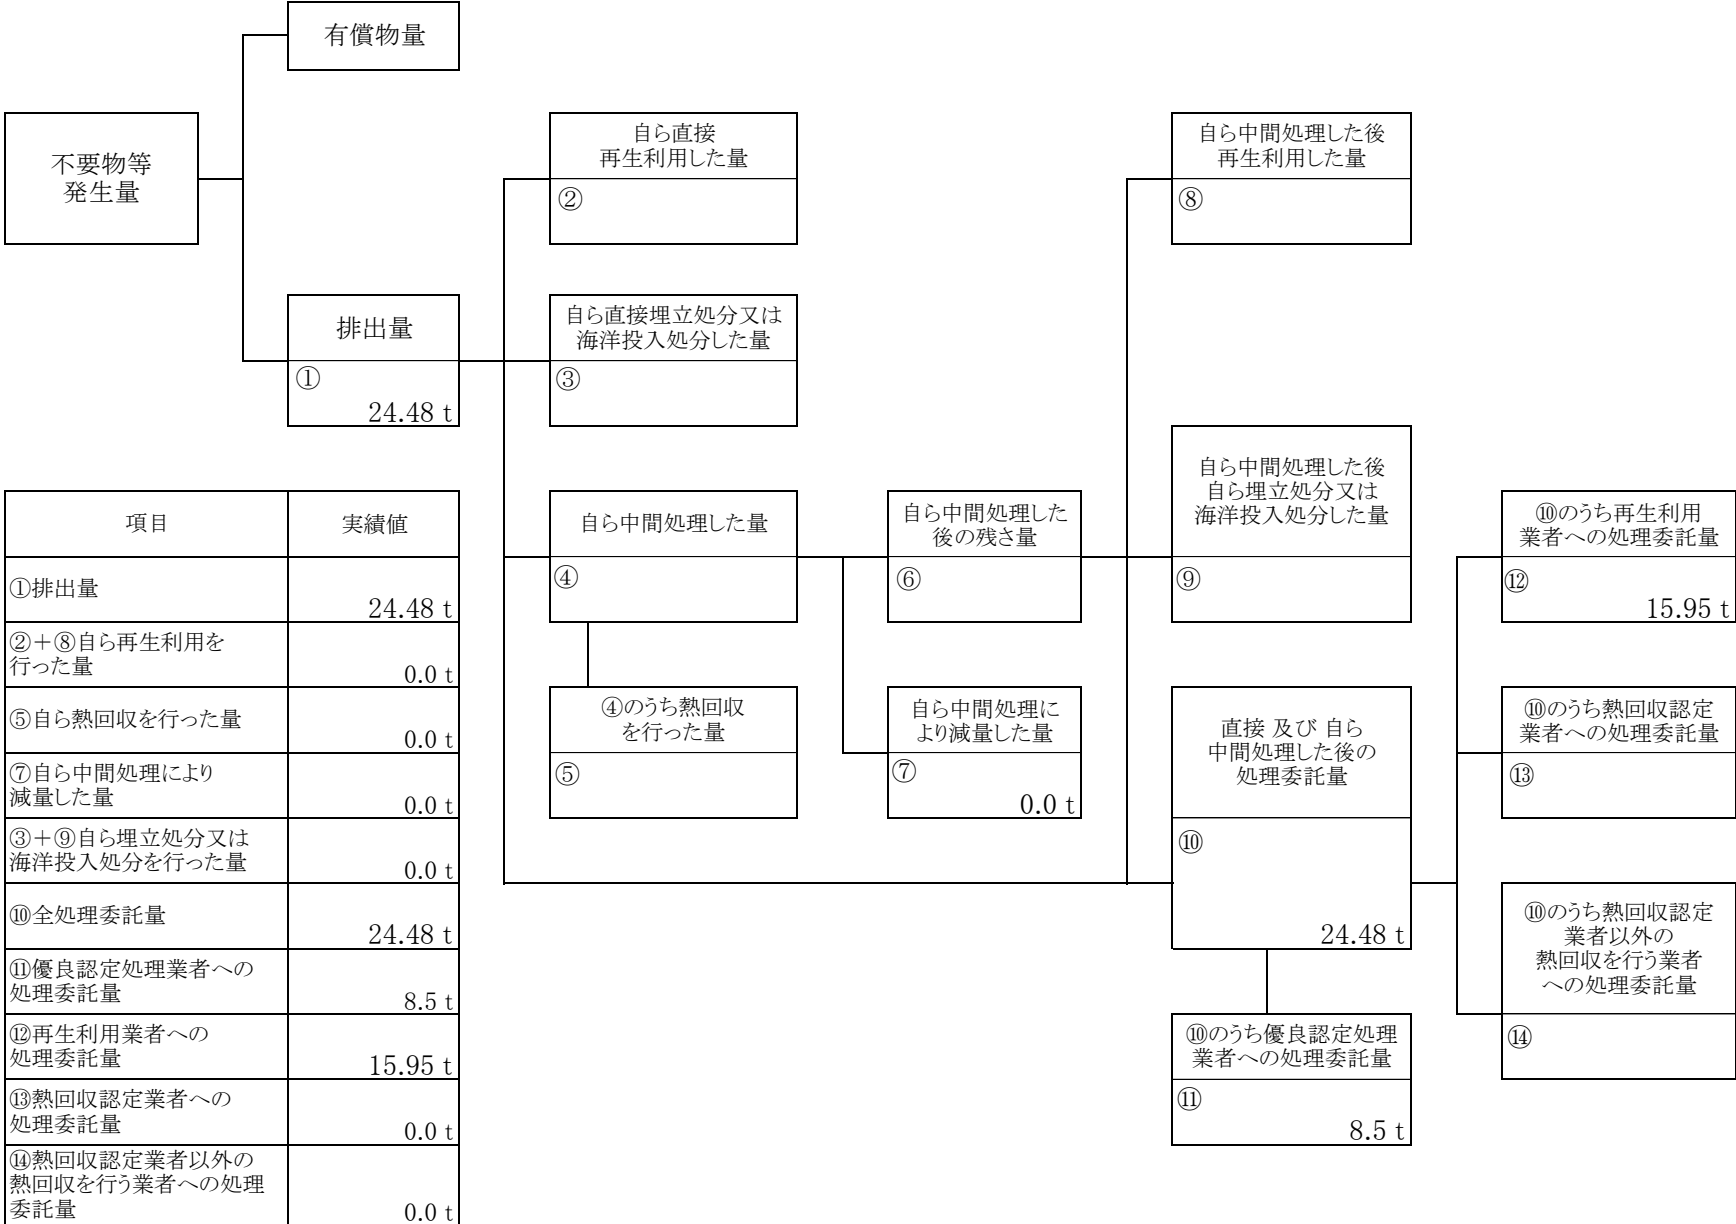 有償物量
不要物等
発生量
自ら直接
再生利用した量
②
自ら中間処理した後
再生利用した量
⑧
排出量
①
24.48 t
自ら直接埋立処分又は
海洋投入処分した量
③
自ら中間処理した量
④
自ら中間処理した
後の残さ量
⑥
自ら中間処理した後
自ら埋立処分又は
海洋投入処分した量
⑨
⑩のうち再生利用
業者への処理委託量
⑫
15.95 t
④のうち熱回収
を行った量
⑤
自ら中間処理に
より減量した量
⑦
0.0 t
直接 及び 自ら
中間処理した後の
処理委託量
⑩
24.48 t
⑩のうち熱回収認定
業者への処理委託量
⑬
⑩のうち熱回収認定
業者以外の
熱回収を行う業者
への処理委託量
⑭
⑩のうち優良認定処理
業者への処理委託量
⑪
8.5 t
項目 実績値
①排出量
24.48 t
②＋⑧自ら再生利用を
行った量
0.0 t
⑤自ら熱回収を行った量
0.0 t
⑦自ら中間処理により
減量した量
0.0 t
③＋⑨自ら埋立処分又は
海洋投入処分を行った量
0.0 t
⑩全処理委託量
24.48 t
⑪優良認定処理業者への
処理委託量
8.5 t
⑫再生利用業者への
処理委託量
15.95 t
⑬熱回収認定業者への
処理委託量
0.0 t
⑭熱回収認定業者以外の
熱回収を行う業者への処理
委託量
0.0 t